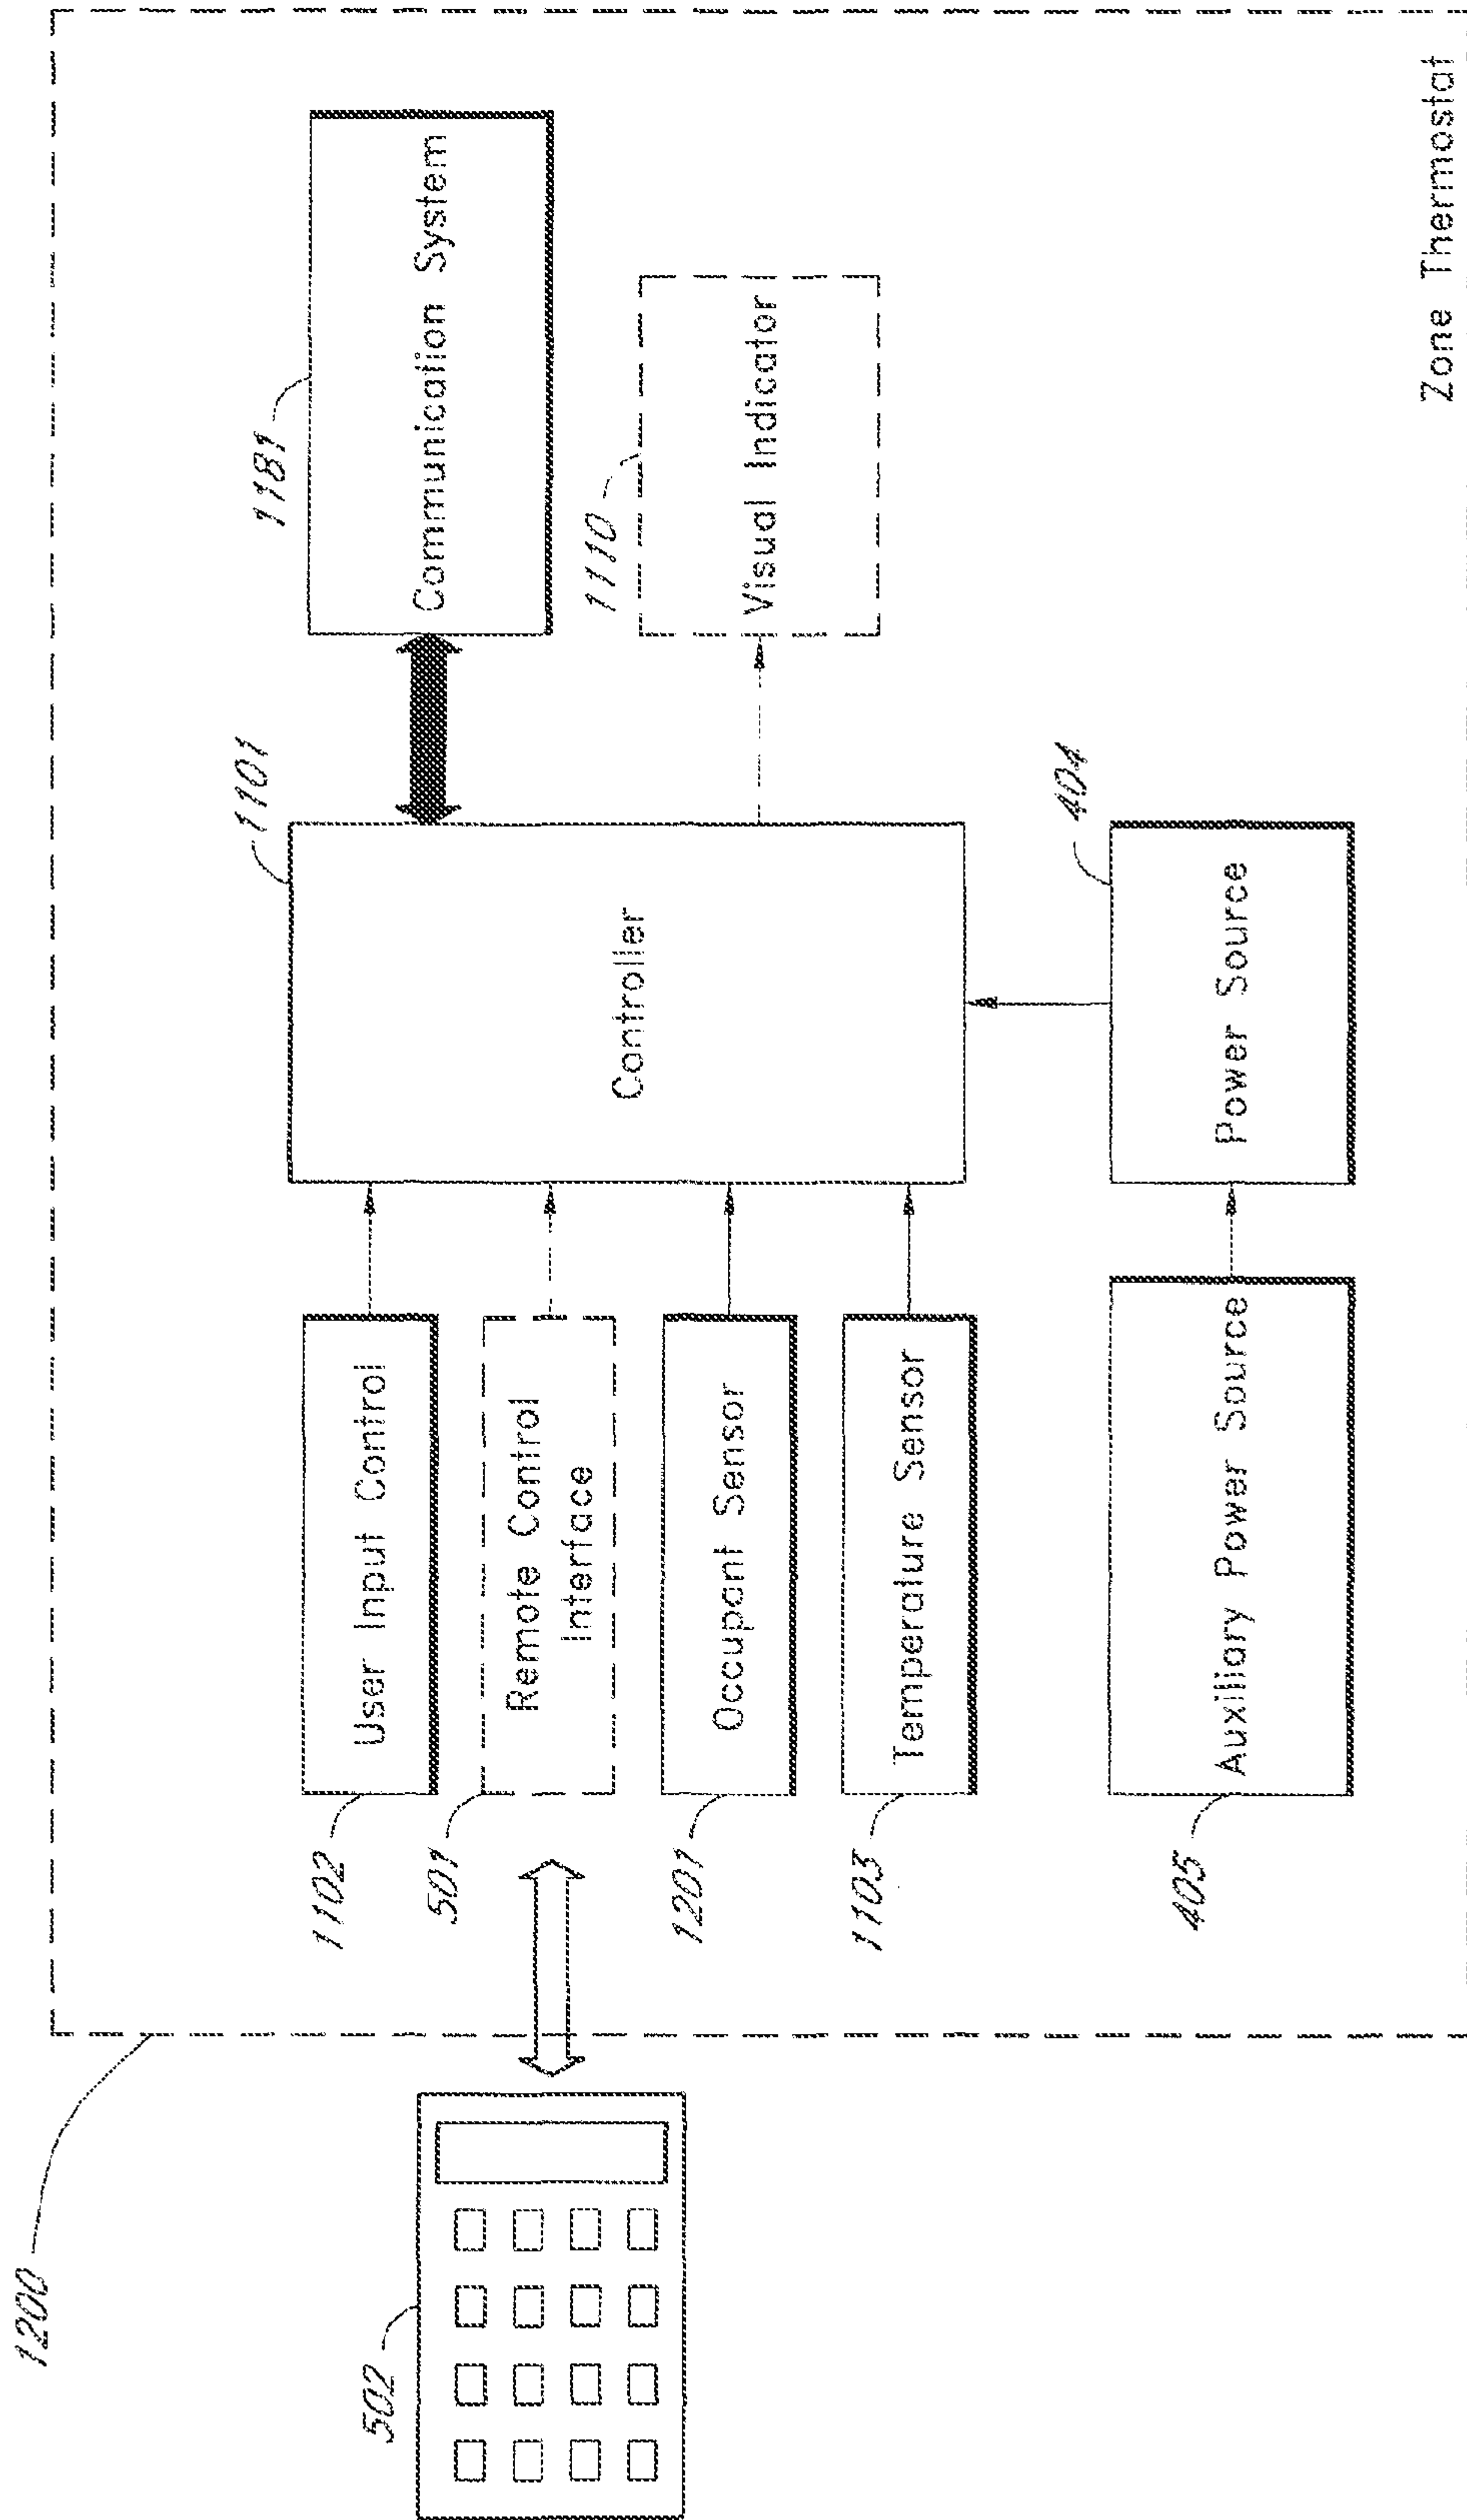 1200
502
1102
User Input Control
501
Remote Control
Interface
1201
Occupant Sensor
1103
Temperature Sensor
405
Auxiliary Power Source
1101
Controller
404
Power Source
1181
Communication System
1110
Visual Indicator
Zone Thermostat